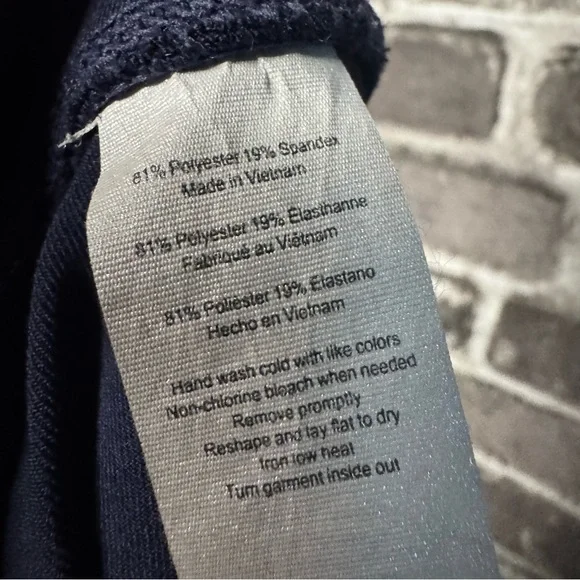 81% Polyester 19% Spandex
Made in Vietnam
81% Polyester 19% Élasthanne
Fabriqué au Viêtnam
81% Poliéster 19% Elastano
Hecho en Vietnam
Hand wash cold with like colors
Non-chlorine bleach when needed
Remove promptly
Reshape and lay flat to dry
Iron low heat
Turn garment inside out